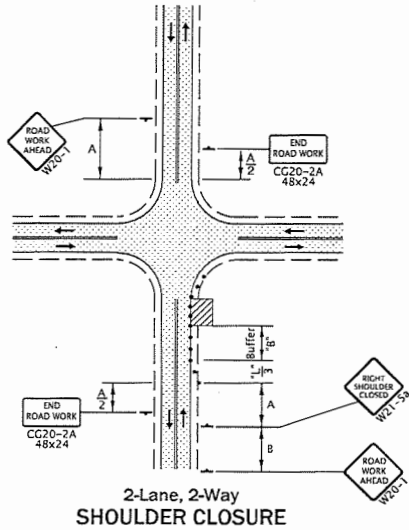 ROAD
WORK
AHEAD
W20-1
A
A
2
END
ROAD WORK
CG20-2A
48x24
Buffer
"B"
"L"
3
A
2
A
B
RIGHT
SHOULDER
CLOSED
W21-5a
END
ROAD WORK
CG20-2A
48x24
ROAD
WORK
AHEAD
W20-1
2-Lane, 2-Way
SHOULDER CLOSURE